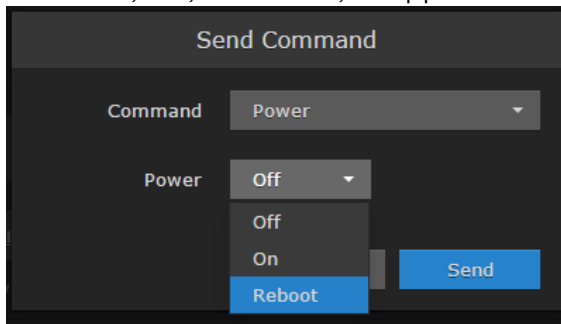 Send Command
Command Power
Power Off
Off
On
Reboot
Send